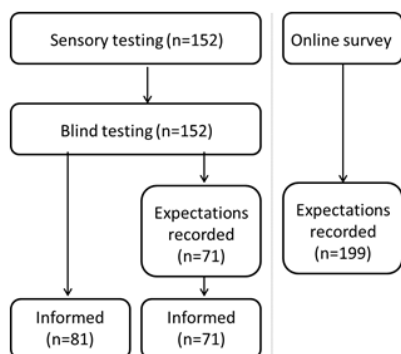 Sensory testing (n=152)
Online survey
Blind testing (n=152)
Expectations
recorded
(n=71)
Expectations
recorded
(n=199)
Informed
(n=81)
Informed
(n=71)